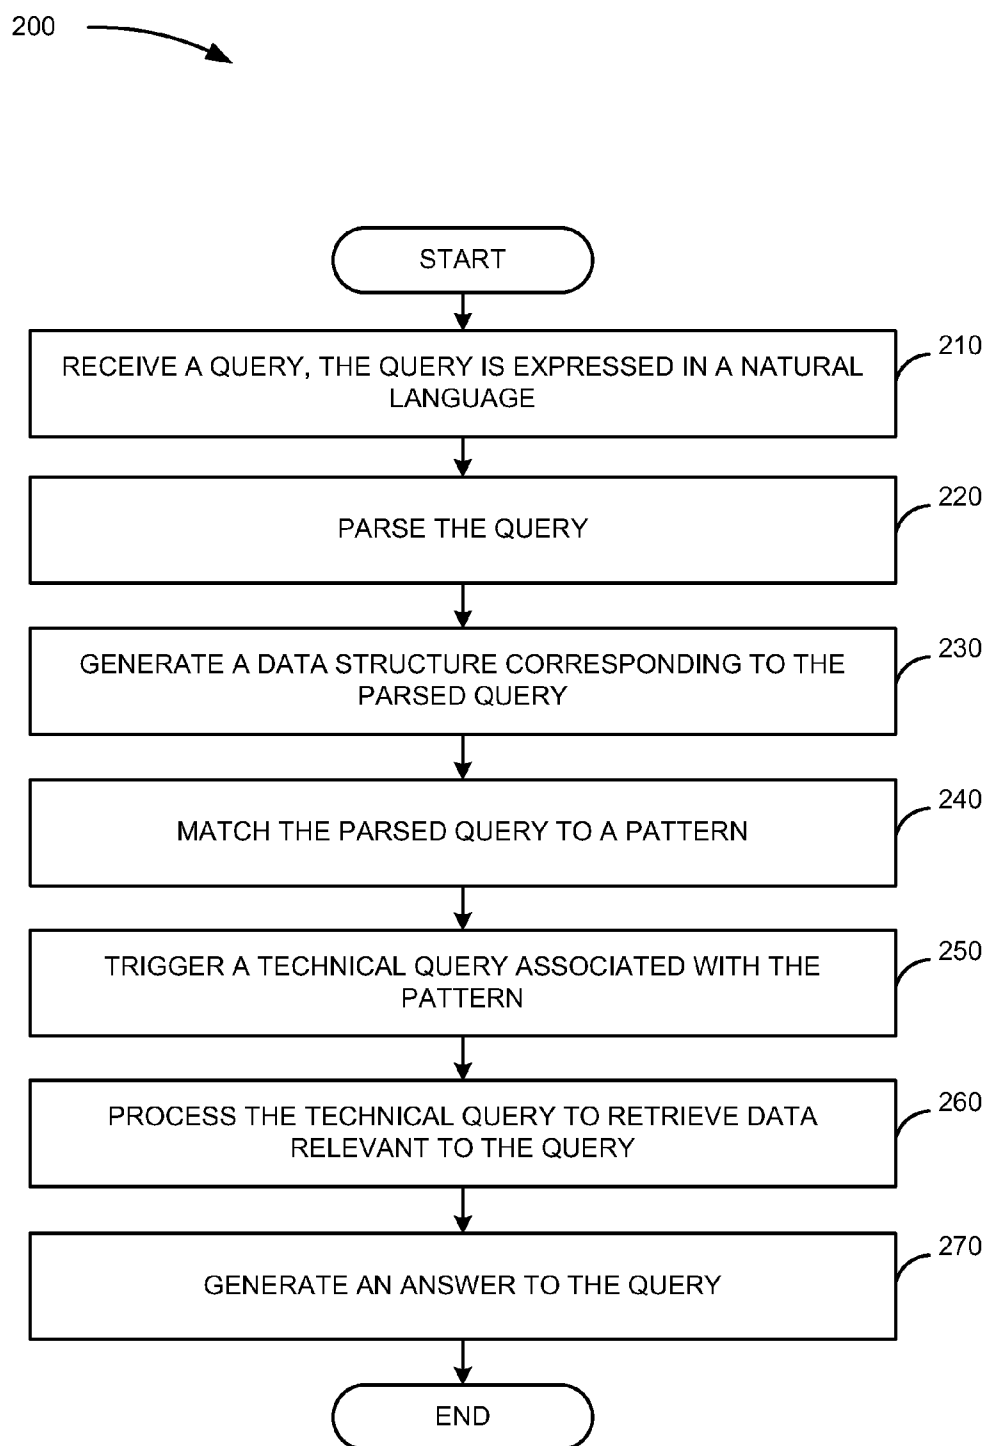 200
START
RECEIVE A QUERY, THE QUERY IS EXPRESSED IN A NATURAL
LANGUAGE
210
PARSE THE QUERY
220
GENERATE A DATA STRUCTURE CORRESPONDING TO THE
PARSED QUERY
230
MATCH THE PARSED QUERY TO A PATTERN
240
TRIGGER A TECHNICAL QUERY ASSOCIATED WITH THE
PATTERN
250
PROCESS THE TECHNICAL QUERY TO RETRIEVE DATA
RELEVANT TO THE QUERY
260
GENERATE AN ANSWER TO THE QUERY
270
END